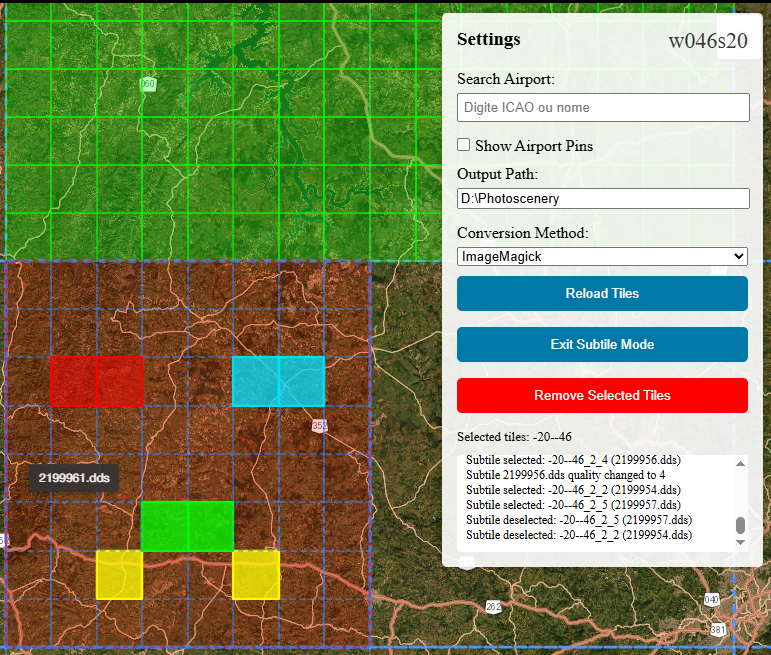 Settings
w046s20
Search Airport:
Digite ICAO ou nome
Show Airport Pins
Output Path:
D:\Photoscenery
Conversion Method:
ImageMagick
Reload Tiles
Exit Subtile Mode
Remove Selected Tiles
Selected tiles: -20--46
Subtile selected: -20--46_2_4 (2199956.dds)
Subtile 2199956.dds quality changed to 4
Subtile selected: -20--46_2_2 (2199954.dds)
Subtile selected: -20--46_2_5 (2199957.dds)
Subtile deselected: -20--46_2_5 (2199957.dds)
Subtile deselected: -20--46_2_2 (2199954.dds)
060
352
2199961.dds
262
040
381